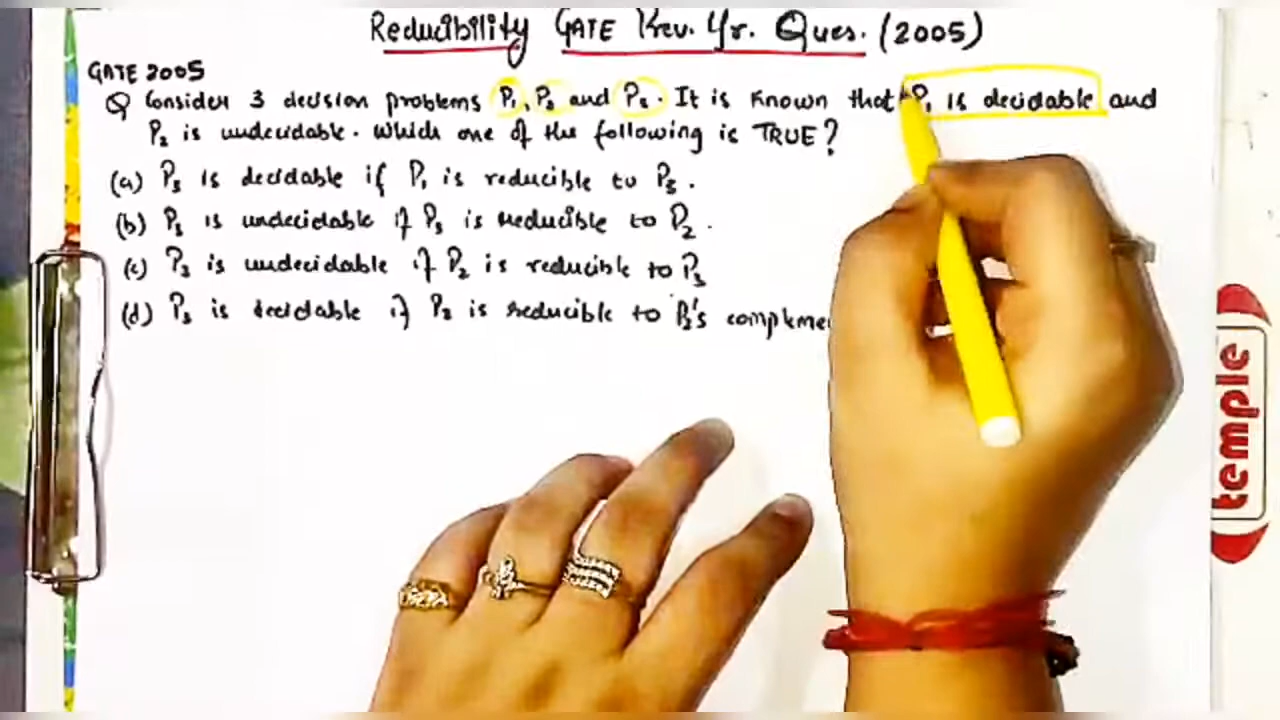 Reducibility GATE Prev. Yr. Ques. (2005)
GATE 2005
Q Consider 3 decision problems P1, P2 and P3. It is known that P1 is decidable and
P2 is undecidable. Which one of the following is TRUE?
(a) P3 is decidable if P1 is reducible to P3.
(b) P3 is undecidable if P3 is reducible to P2.
(c) P3 is undecidable if P2 is reducible to P3
(d) P3 is decidable if P3 is reducible to P2's
temple